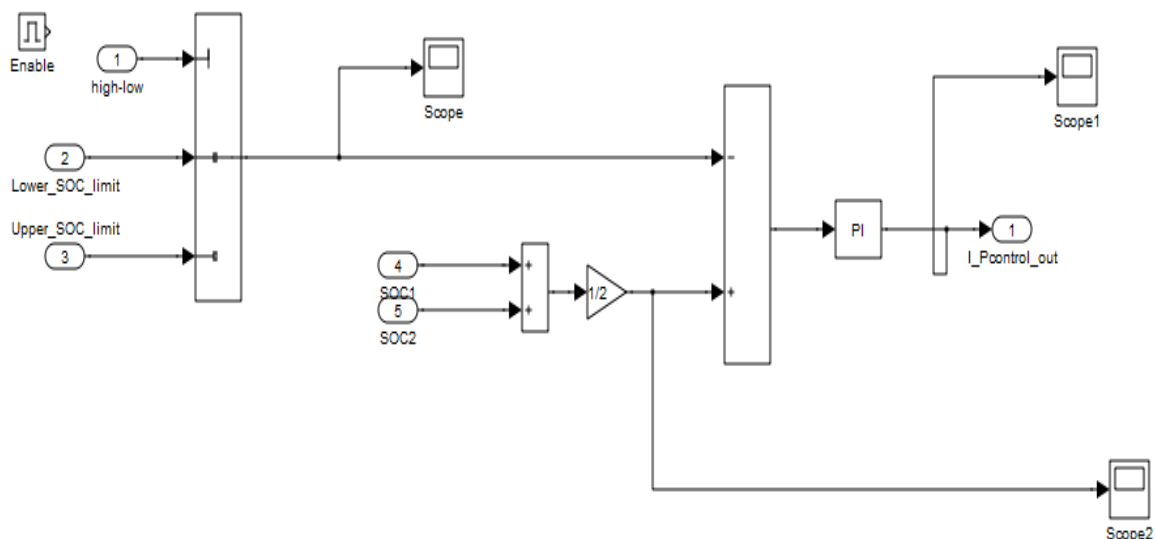 Enable
1
high-low
2
Lower_SOC_limit
Upper_SOC_limit
3
Scope
4
SOC1
5
SOC2
+
+
1/2
-
+
PI
Scope1
1
I_Pcontrol_out
Scope2